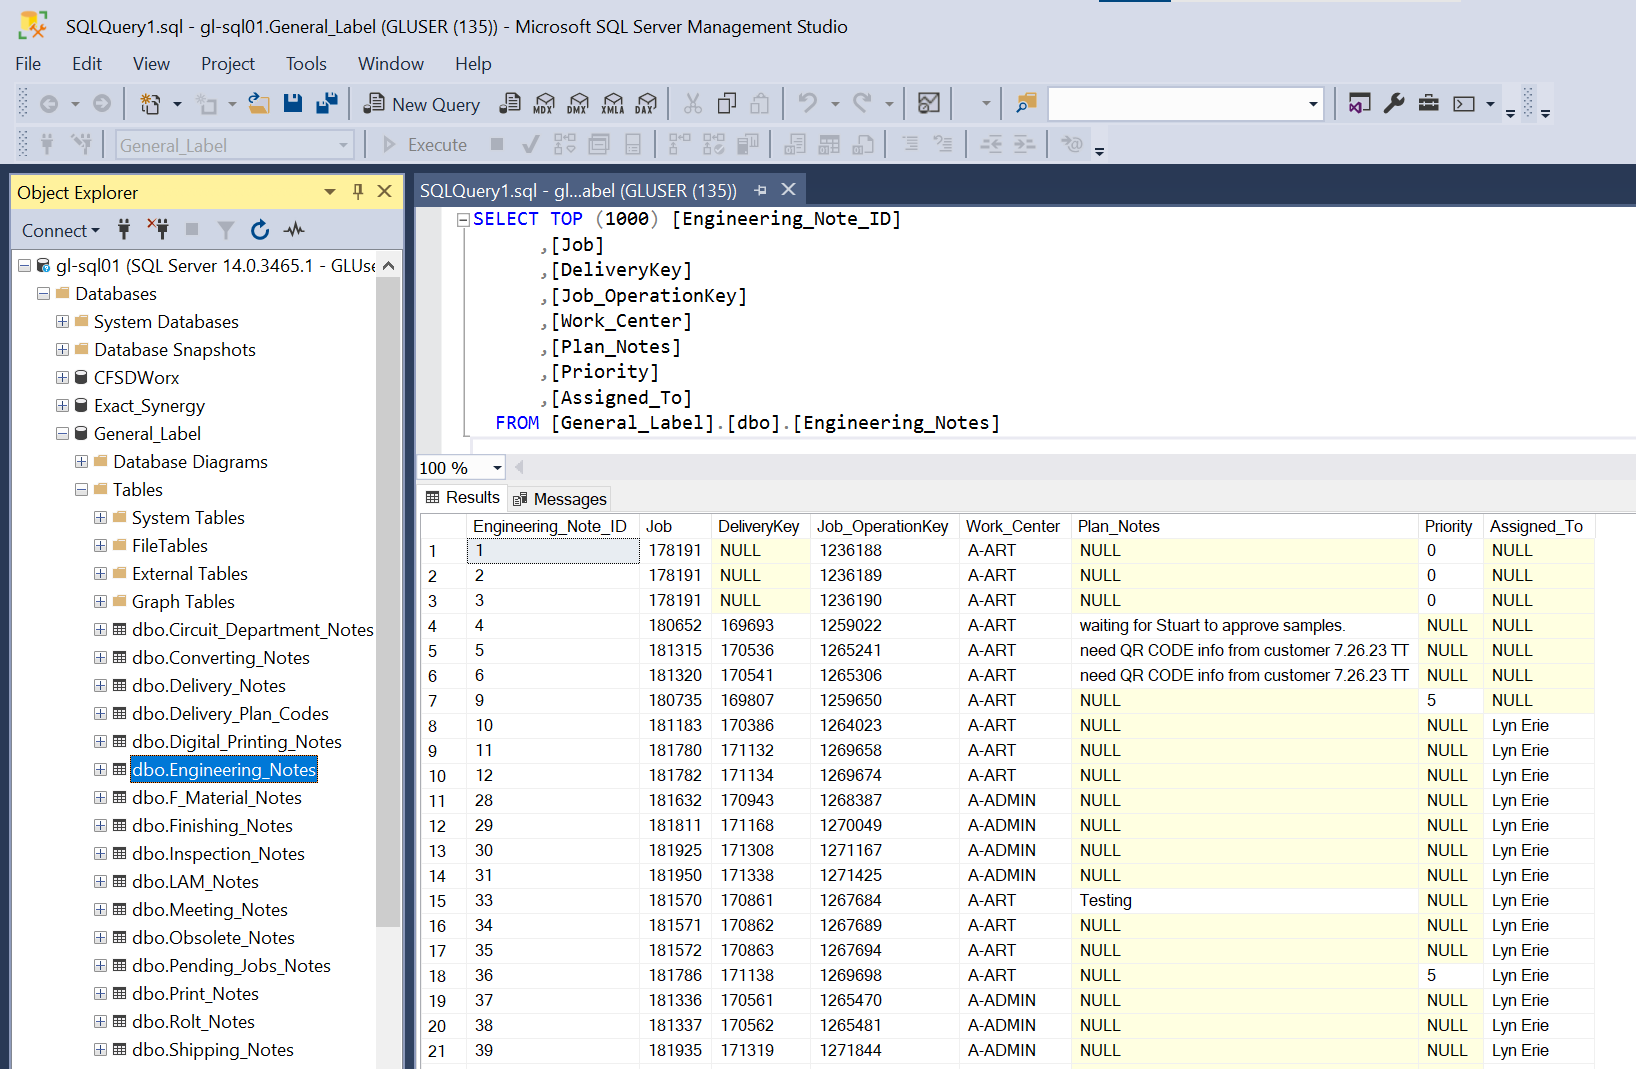 SQLQuery1.sql - gl-sql01.General_Label (GLUSER (135)) - Microsoft SQL Server Management Studio
File Edit View Project Tools Window Help
New Query MDX DMX XMLA DAX
General_Label Execute
Object Explorer
Connect
gl-sql01 (SQL Server 14.0.3465.1 - GLUse
Databases
System Databases
Database Snapshots
CFSDWorx
Exact_Synergy
General_Label
Database Diagrams
Tables
System Tables
FileTables
External Tables
Graph Tables
dbo.Circuit_Department_Notes
dbo.Converting_Notes
dbo.Delivery_Notes
dbo.Delivery_Plan_Codes
dbo.Digital_Printing_Notes
dbo.Engineering_Notes
dbo.F_Material_Notes
dbo.Finishing_Notes
dbo.Inspection_Notes
dbo.LAM_Notes
dbo.Meeting_Notes
dbo.Obsolete_Notes
dbo.Pending_Jobs_Notes
dbo.Print_Notes
dbo.Rolt_Notes
dbo.Shipping_Notes
SQLQuery1.sql - gl...abel (GLUSER (135))
SELECT TOP (1000) [Engineering_Note_ID]
,[Job]
,[DeliveryKey]
,[Job_OperationKey]
,[Work_Center]
,[Plan_Notes]
,[Priority]
,[Assigned_To]
FROM [General_Label].[dbo].[Engineering_Notes]
100 %
Results Messages
Engineering_Note_ID Job DeliveryKey Job_OperationKey Work_Center Plan_Notes Priority Assigned_To
1 1 178191 NULL 1236188 A-ART NULL 0 NULL
2 2 178191 NULL 1236189 A-ART NULL 0 NULL
3 3 178191 NULL 1236190 A-ART NULL 0 NULL
4 4 180652 169693 1259022 A-ART waiting for Stuart to approve samples. NULL NULL
5 5 181315 170536 1265241 A-ART need QR CODE info from customer 7.26.23 TT NULL NULL
6 6 181320 170541 1265306 A-ART need QR CODE info from customer 7.26.23 TT NULL NULL
7 9 180735 169807 1259650 A-ART NULL 5 NULL
8 10 181183 170386 1264023 A-ART NULL NULL Lyn Erie
9 11 181780 171132 1269658 A-ART NULL NULL Lyn Erie
10 12 181782 171134 1269674 A-ART NULL NULL Lyn Erie
11 28 181632 170943 1268387 A-ADMIN NULL NULL Lyn Erie
12 29 181811 171168 1270049 A-ADMIN NULL NULL Lyn Erie
13 30 181925 171308 1271167 A-ADMIN NULL NULL Lyn Erie
14 31 181950 171338 1271425 A-ADMIN NULL NULL Lyn Erie
15 33 181570 170861 1267684 A-ART Testing NULL Lyn Erie
16 34 181571 170862 1267689 A-ART NULL NULL Lyn Erie
17 35 181572 170863 1267694 A-ART NULL NULL Lyn Erie
18 36 181786 171138 1269698 A-ART NULL 5 Lyn Erie
19 37 181336 170561 1265470 A-ADMIN NULL NULL Lyn Erie
20 38 181337 170562 1265481 A-ADMIN NULL NULL Lyn Erie
21 39 181935 171319 1271844 A-ADMIN NULL NULL Lyn Erie